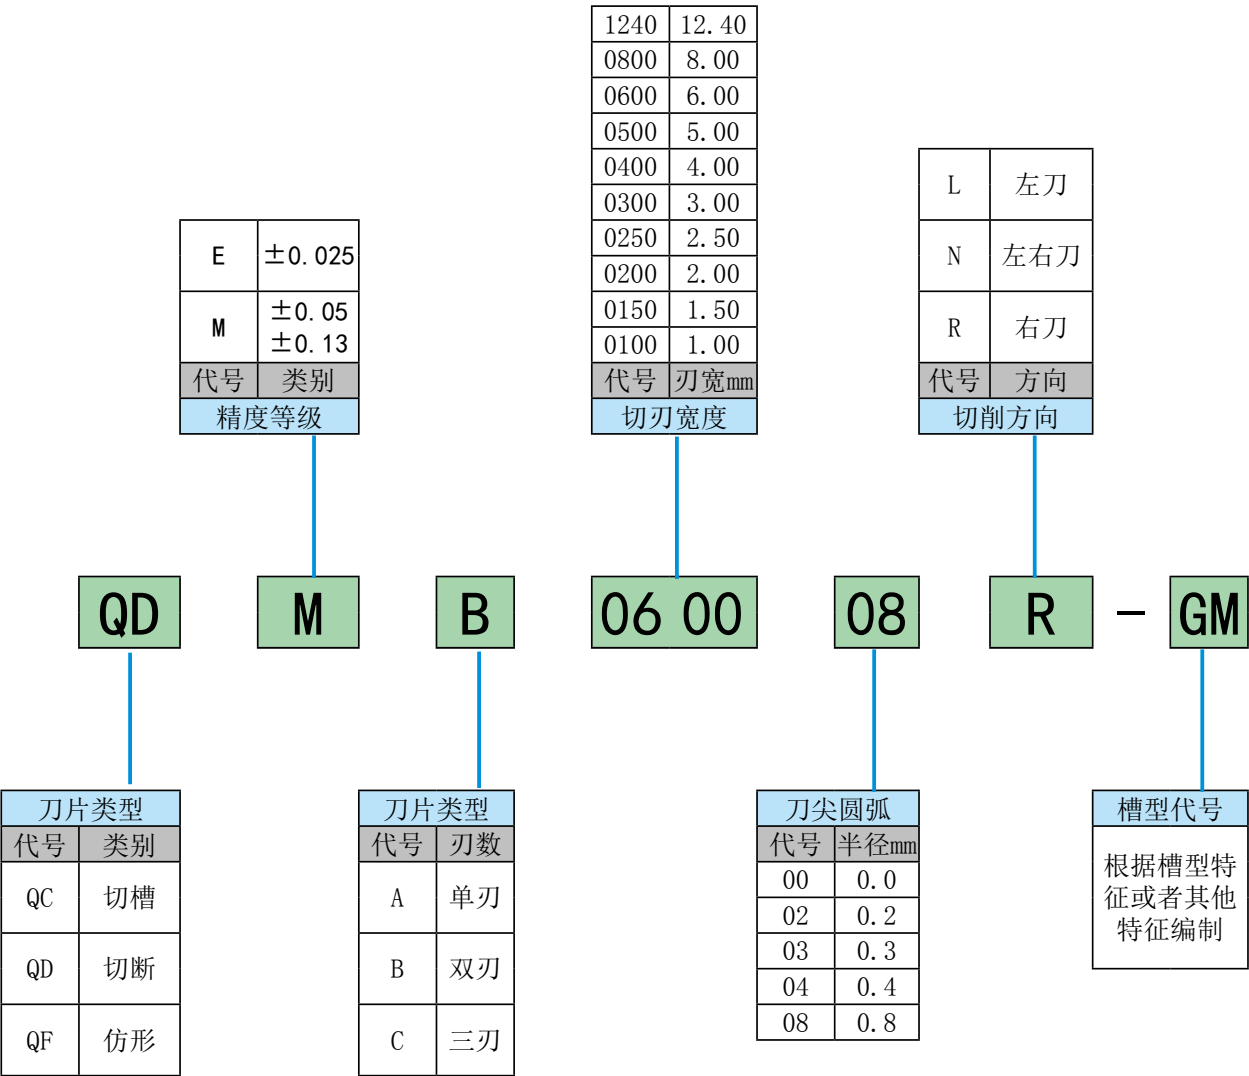 1240 12.40
0800 8.00
0600 6.00
0500 5.00
0400 4.00
0300 3.00
0250 2.50
0200 2.00
0150 1.50
0100 1.00
代号 刃宽mm
切刃宽度
E ±0.025
M ±0.05
±0.13
代号 类别
精度等级
L 左刀
N 左右刀
R 右刀
代号 方向
切削方向
QD M B 06 00 08 R - GM
刀片类型
代号 类别
QC 切槽
QD 切断
QF 仿形
刀片类型
代号 刃数
A 单刃
B 双刃
C 三刃
刀尖圆弧
代号 半径mm
00 0.0
02 0.2
03 0.3
04 0.4
08 0.8
槽型代号
根据槽型特
征或者其他
特征编制